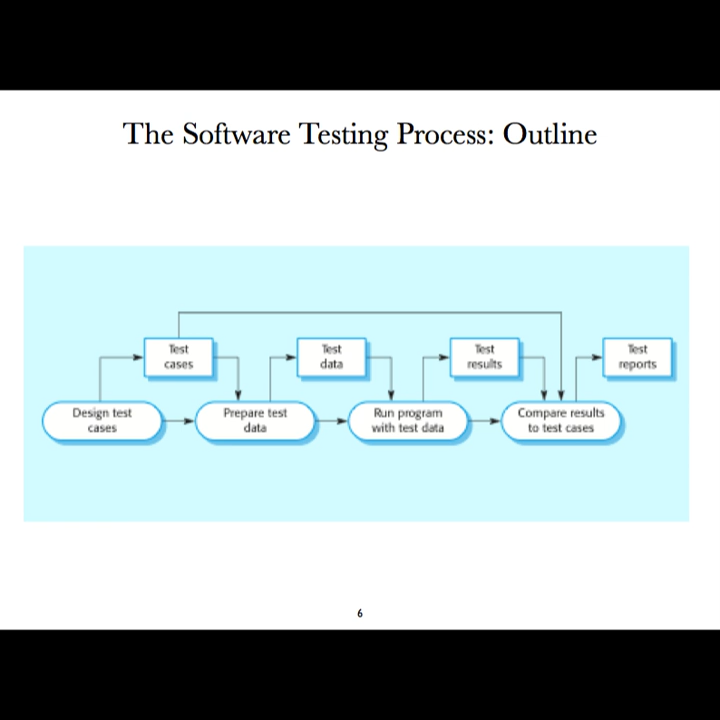 The Software Testing Process: Outline
Test
cases
Test
data
Test
results
Test
reports
Design test
cases
Prepare test
data
Run program
with test data
Compare results
to test cases
6